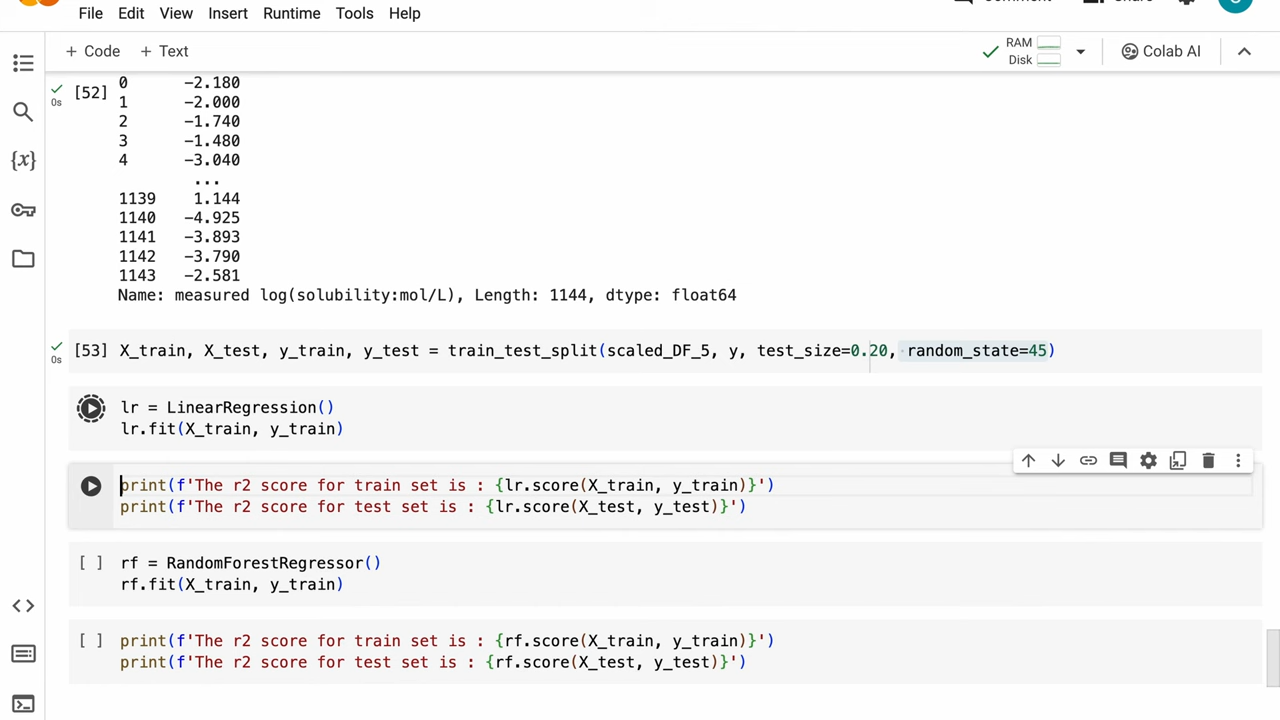 File Edit View Insert Runtime Tools Help
Comment Share
+ Code + Text
RAM
Disk
Colab AI
[52]
0s
0 -2.180
1 -2.000
2 -1.740
3 -1.480
4 -3.040
...
1139 1.144
1140 -4.925
1141 -3.893
1142 -3.790
1143 -2.581
Name: measured log(solubility:mol/L), Length: 1144, dtype: float64
[53] X_train, X_test, y_train, y_test = train_test_split(scaled_DF_5, y, test_size=0.20, random_state=45)
0s
lr = LinearRegression()
lr.fit(X_train, y_train)
print(f'The r2 score for train set is : {lr.score(X_train, y_train)}')
print(f'The r2 score for test set is : {lr.score(X_test, y_test)}')
[ ] rf = RandomForestRegressor()
rf.fit(X_train, y_train)
[ ] print(f'The r2 score for train set is : {rf.score(X_train, y_train)}')
print(f'The r2 score for test set is : {rf.score(X_test, y_test)}')